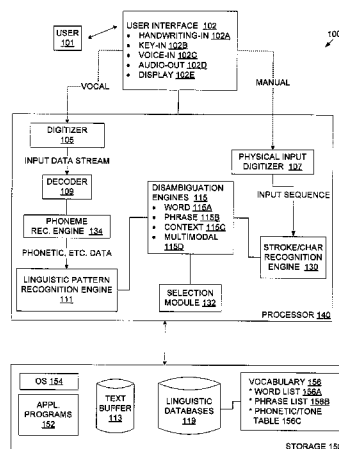 100
USER
101
USER INTERFACE 102
• HANDWRITING-IN 102A
• KEY-IN 102B
• VOICE-IN 102C
• AUDIO-OUT 102D
• DISPLAY 102E
VOCAL
MANUAL
DIGITIZER
105
INPUT DATA STREAM
DECODER
109
PHONEME
REC. ENGINE 134
PHONETIC, ETC. DATA
LINGUISTIC PATTERN
RECOGNITION ENGINE
111
DISAMBIGUATION
ENGINES 115
• WORD 115A
• PHRASE 115B
• CONTEXT 115C
• MULTIMODAL
115D
SELECTION
MODULE 132
PHYSICAL INPUT
DIGITIZER 107
INPUT SEQUENCE
STROKE/CHAR
RECOGNITION
ENGINE 130
PROCESSOR 140
OS 154
APPL.
PROGRAMS
152
TEXT
BUFFER
113
LINGUISTIC
DATABASES
119
VOCABULARY 156
* WORD LIST 156A
* PHRASE LIST 156B
* PHONETIC/TONE
TABLE 156C
STORAGE